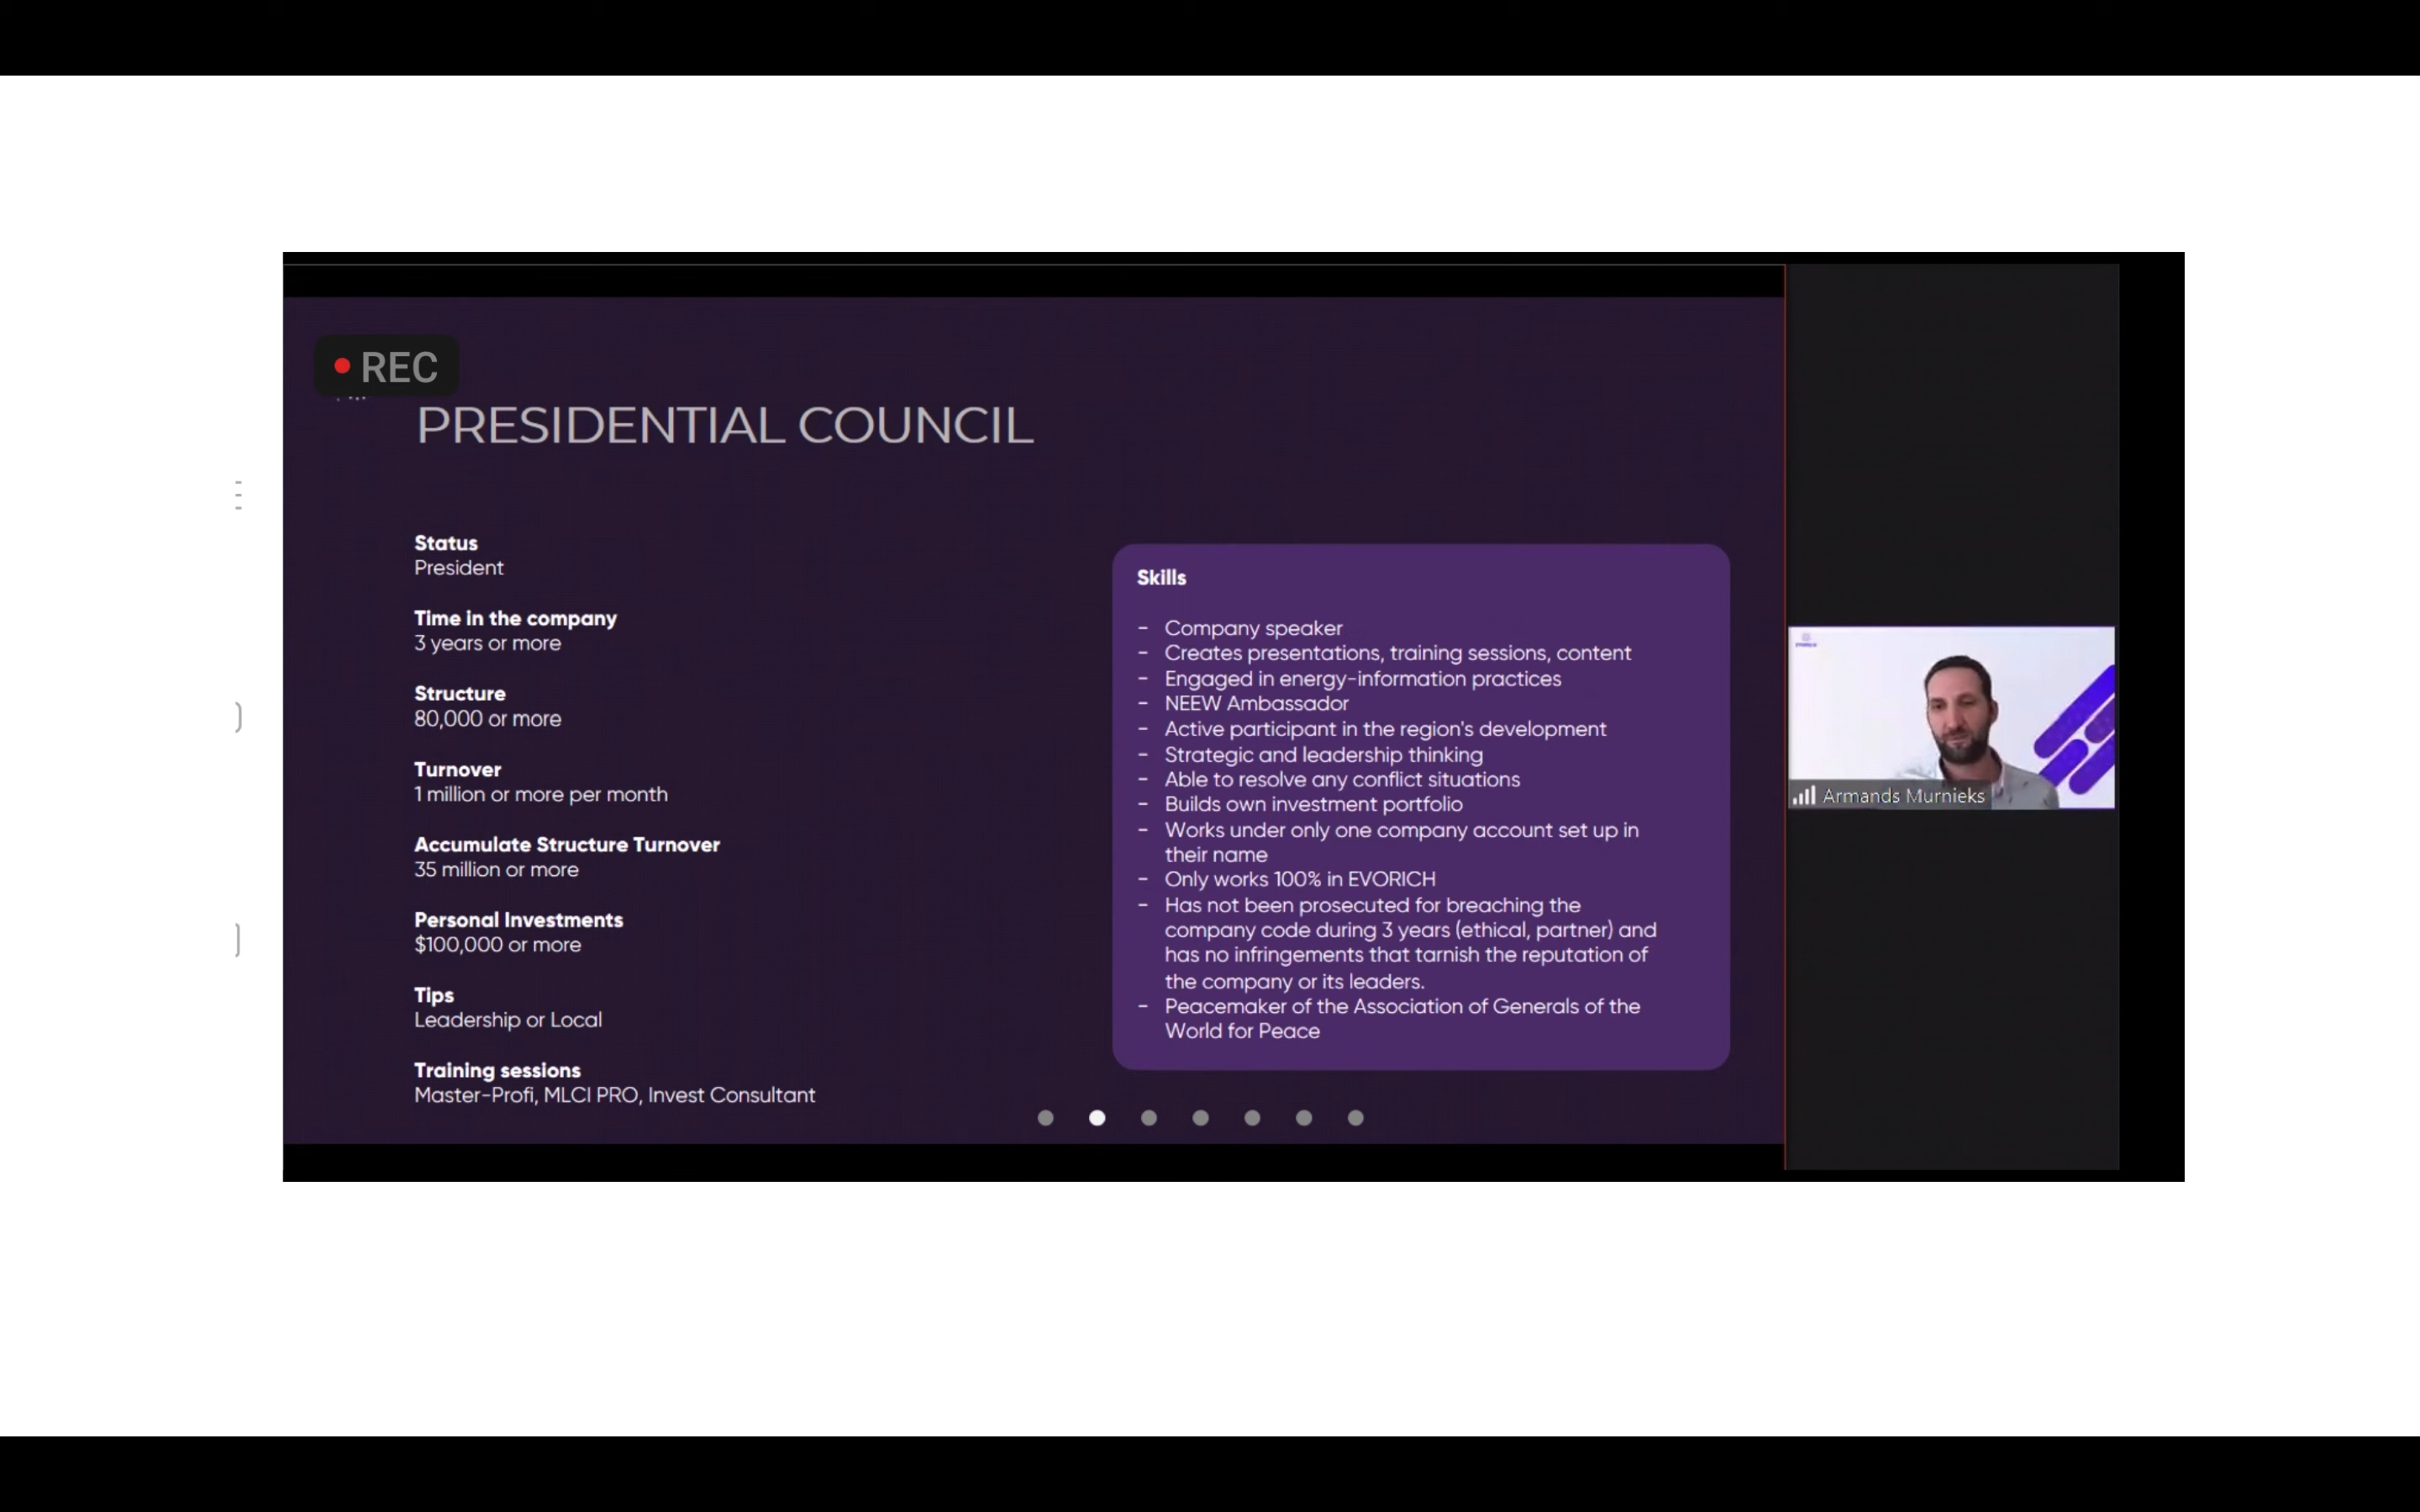 REC
PRESIDENTIAL COUNCIL
Status
President
Time in the company
3 years or more
Structure
80,000 or more
Turnover
1 million or more per month
Accumulate Structure Turnover
35 million or more
Personal Investments
$100,000 or more
Tips
Leadership or Local
Training sessions
Master-Profi, MLCI PRO, Invest Consultant
Skills
- Company speaker
- Creates presentations, training sessions, content
- Engaged in energy-information practices
- NEEW Ambassador
- Active participant in the region's development
- Strategic and leadership thinking
- Able to resolve any conflict situations
- Builds own investment portfolio
- Works under only one company account set up in
their name
- Only works 100% in EVORICH
- Has not been prosecuted for breaching the
company code during 3 years (ethical, partner) and
has no infringements that tarnish the reputation of
the company or its leaders.
- Peacemaker of the Association of Generals of the
World for Peace
Armands Murnieks